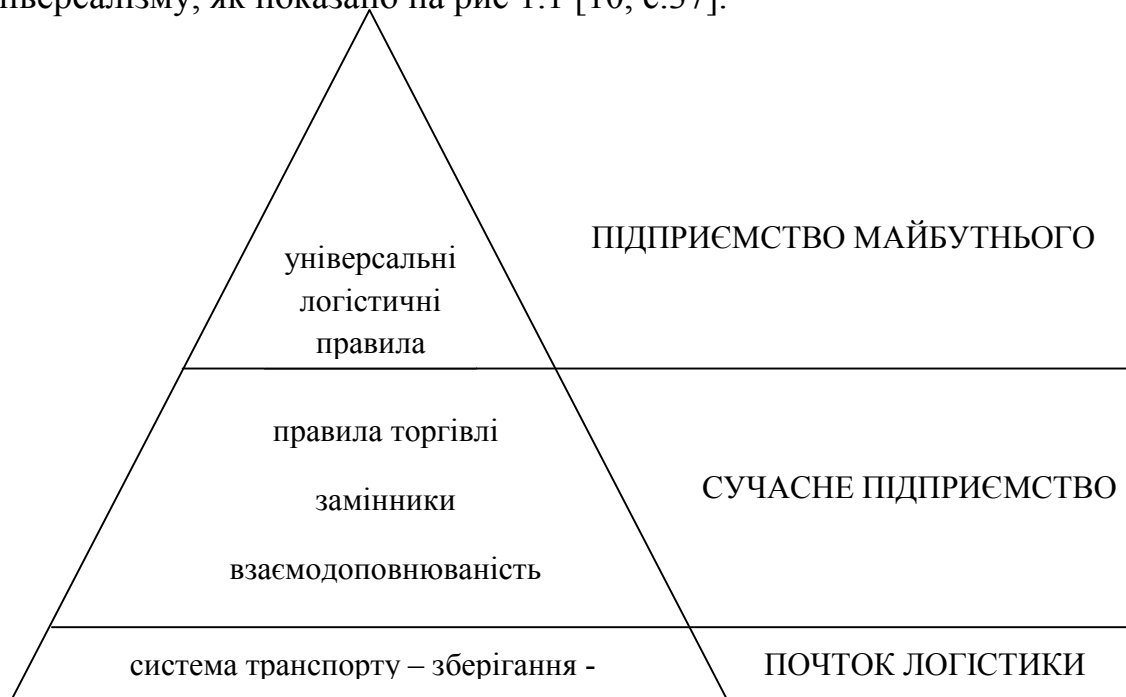 ніверсалізму, як показано на рис 1.1 [10, с.37].
ПІДПРИЄМСТВО МАЙБУТНЬОГО
універсальні
логістичні
правила
правила торгівлі
СУЧАСНЕ ПІДПРИЄМСТВО
замінники
взаємодоповнюваність
система транспорту – зберігання -
ПОЧТОК ЛОГІСТИКИ